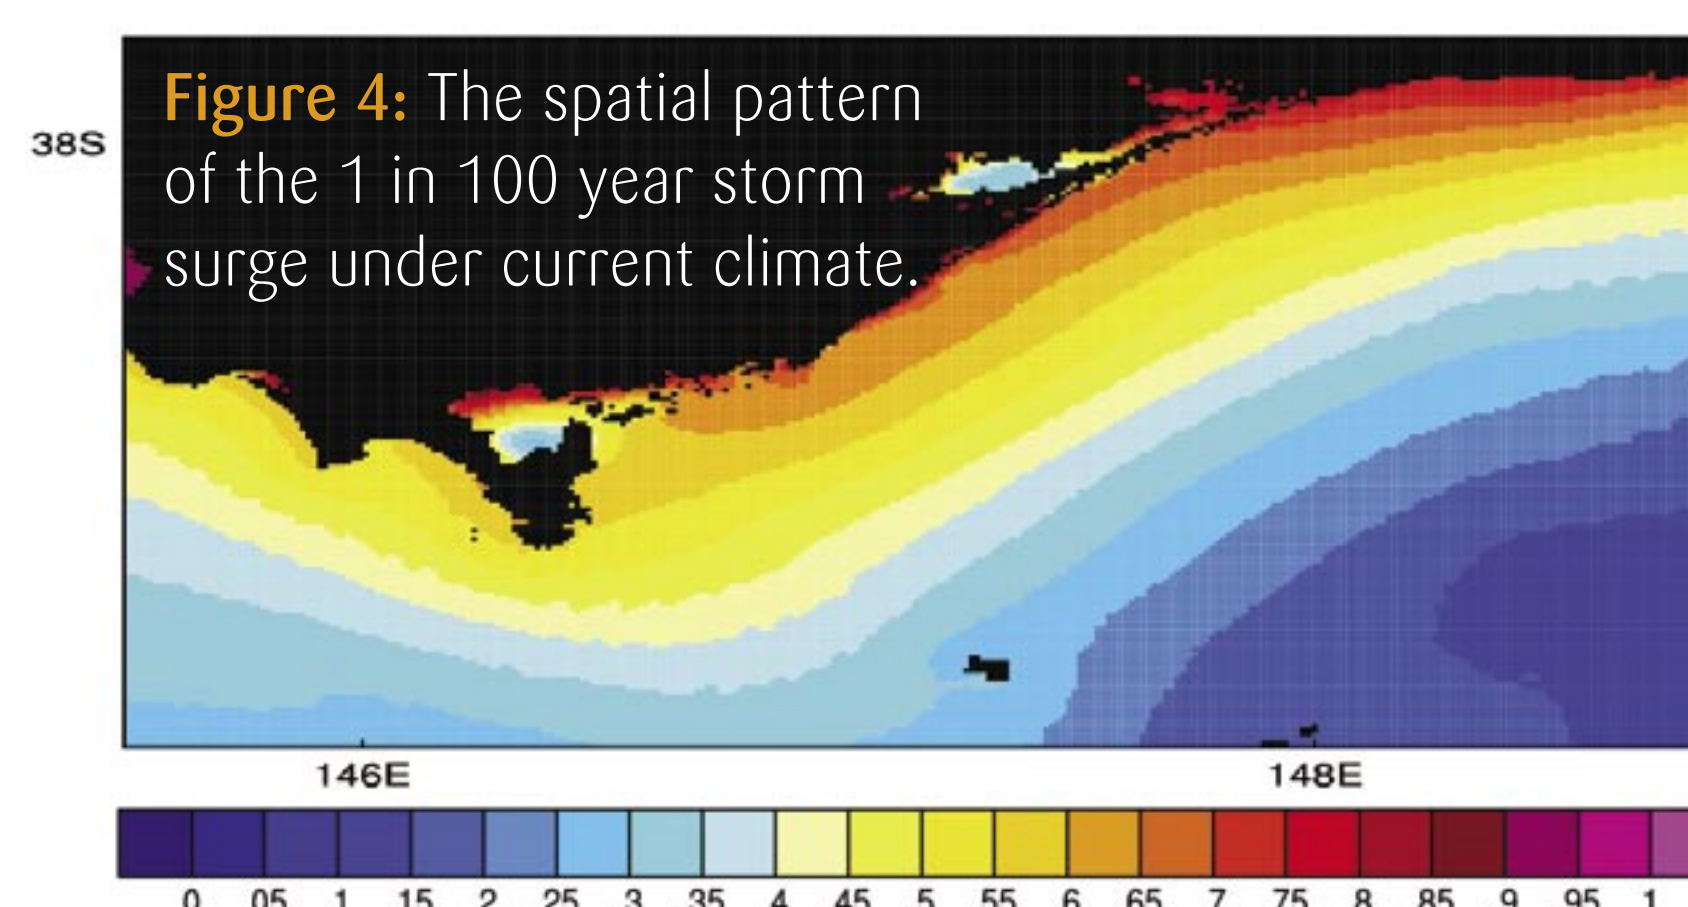 Figure 4: The spatial pattern
of the 1 in 100 year storm
surge under current climate.
38S
146E 148E
0 .05 .1 .15 .2 .25 .3 .35 .4 .45 .5 .55 .6 .65 .7 .75 .8 .85 .9 .95 1